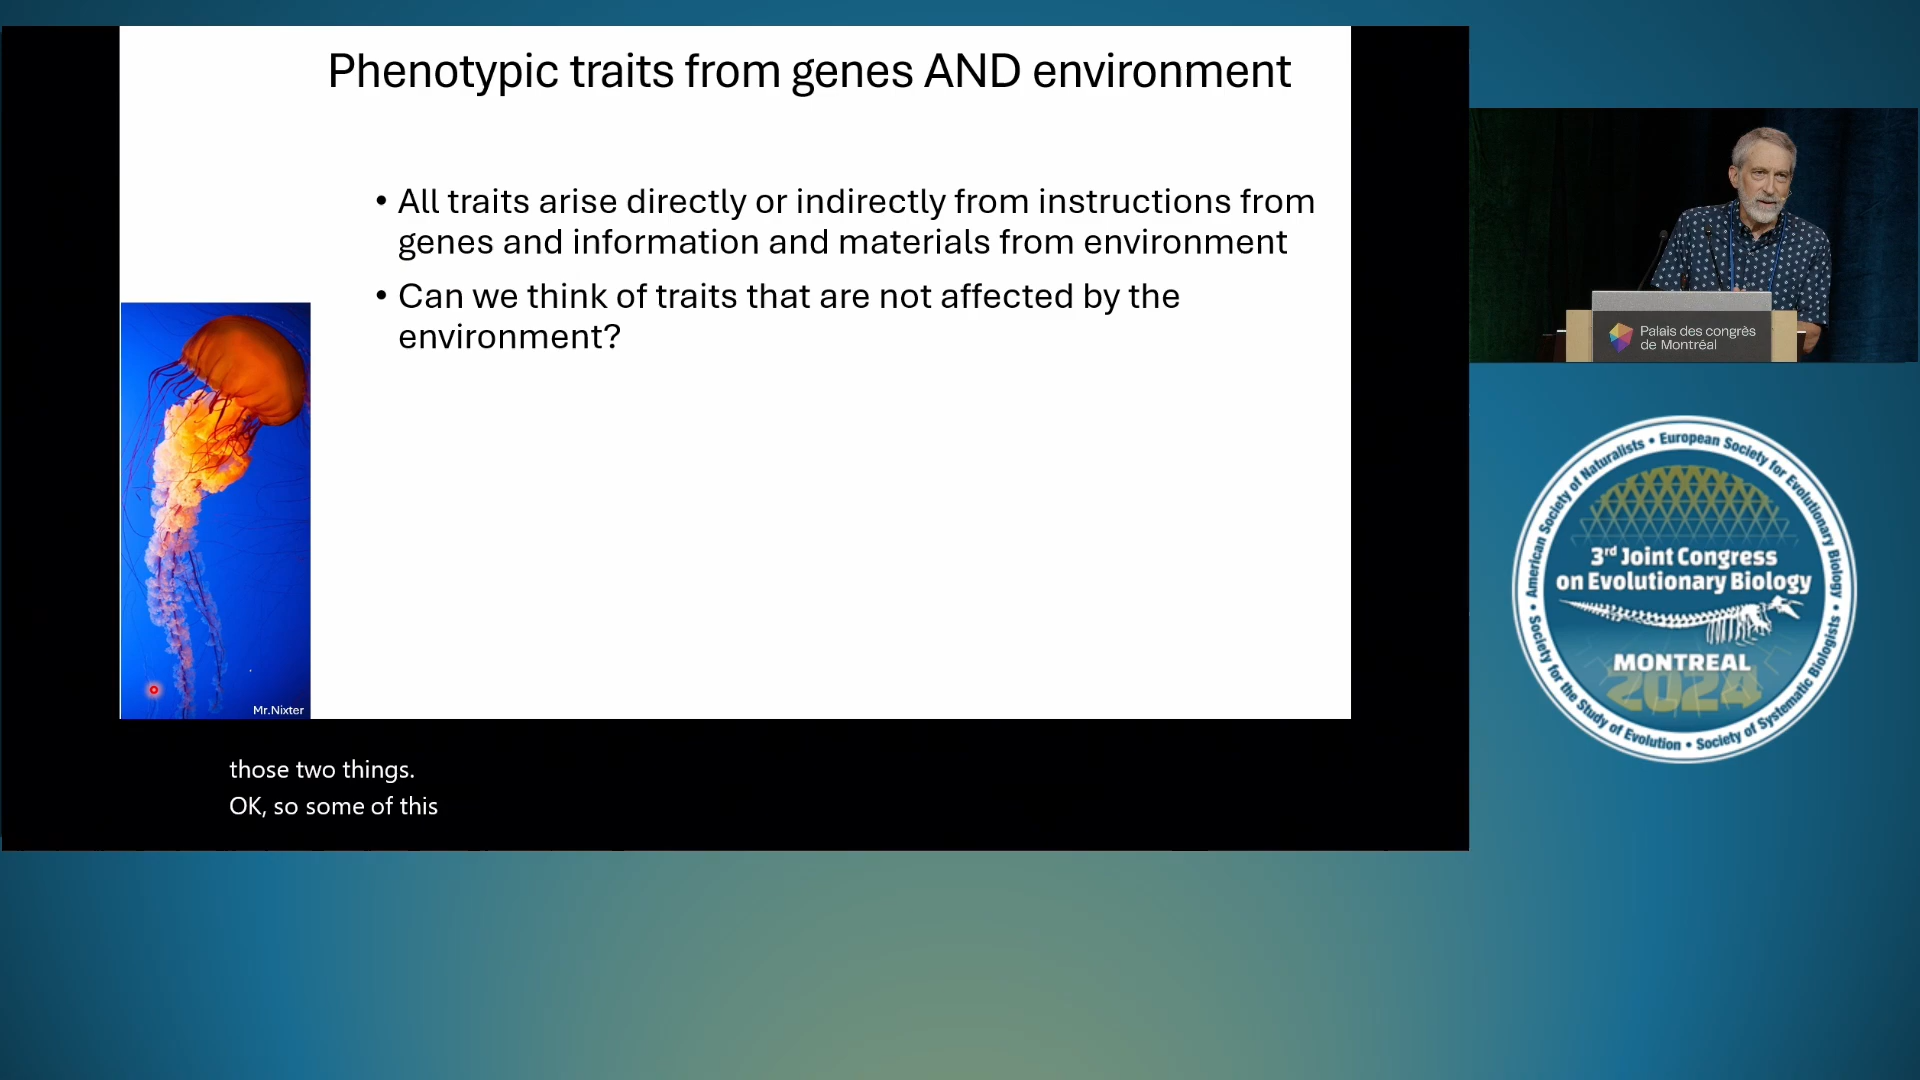 Phenotypic traits from genes AND environment
• All traits arise directly or indirectly from instructions from
genes and information and materials from environment
• Can we think of traits that are not affected by the
environment?
Mr.Nixter
those two things.
OK, so some of this
Palais des congrès
de Montréal
American Society of Naturalists • European Society for Evolutionary Biology •
Society for the Study of Evolution • Society of Systematic Biologists •
3rd Joint Congress
on Evolutionary Biology
MONTREAL
2024